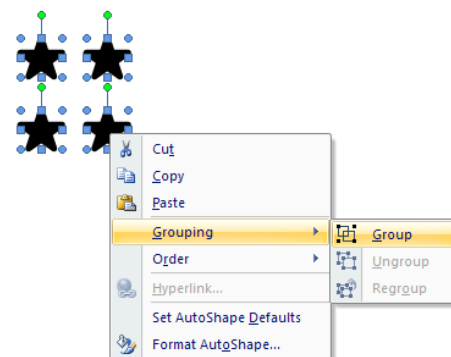 Cut
Copy
Paste
Grouping
Group
Order
Ungroup
Hyperlink...
Regroup
Set AutoShape Defaults
Format AutoShape...